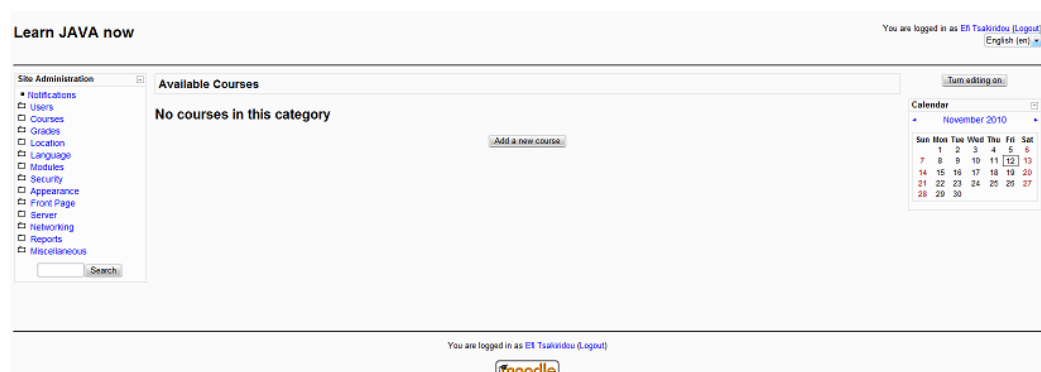 Learn JAVA now
You are logged in as Efi Tsakiridou (Logout)
English (en)
Site Administration
Notifications
Users
Courses
Grades
Location
Language
Modules
Security
Appearance
Front Page
Server
Networking
Reports
Miscellaneous
Search
Available Courses
No courses in this category
Add a new course
Turn editing on
Calendar
November 2010
Sun Mon Tue Wed Thu Fri Sat
1 2 3 4 5 6
7 8 9 10 11 12 13
14 15 16 17 18 19 20
21 22 23 24 25 26 27
28 29 30
You are logged in as Efi Tsakiridou (Logout)
moodle